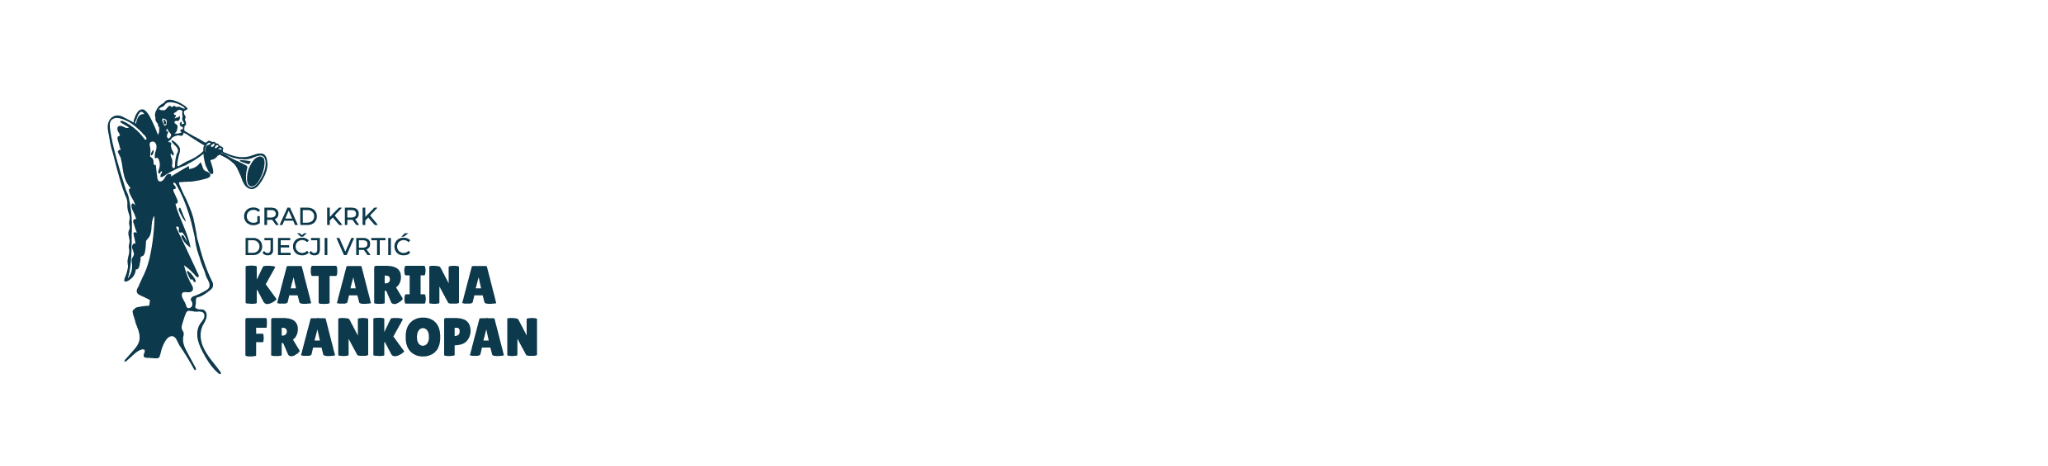 GRAD KRK
DJEČJI VRTIĆ
KATARINA
FRANKOPAN